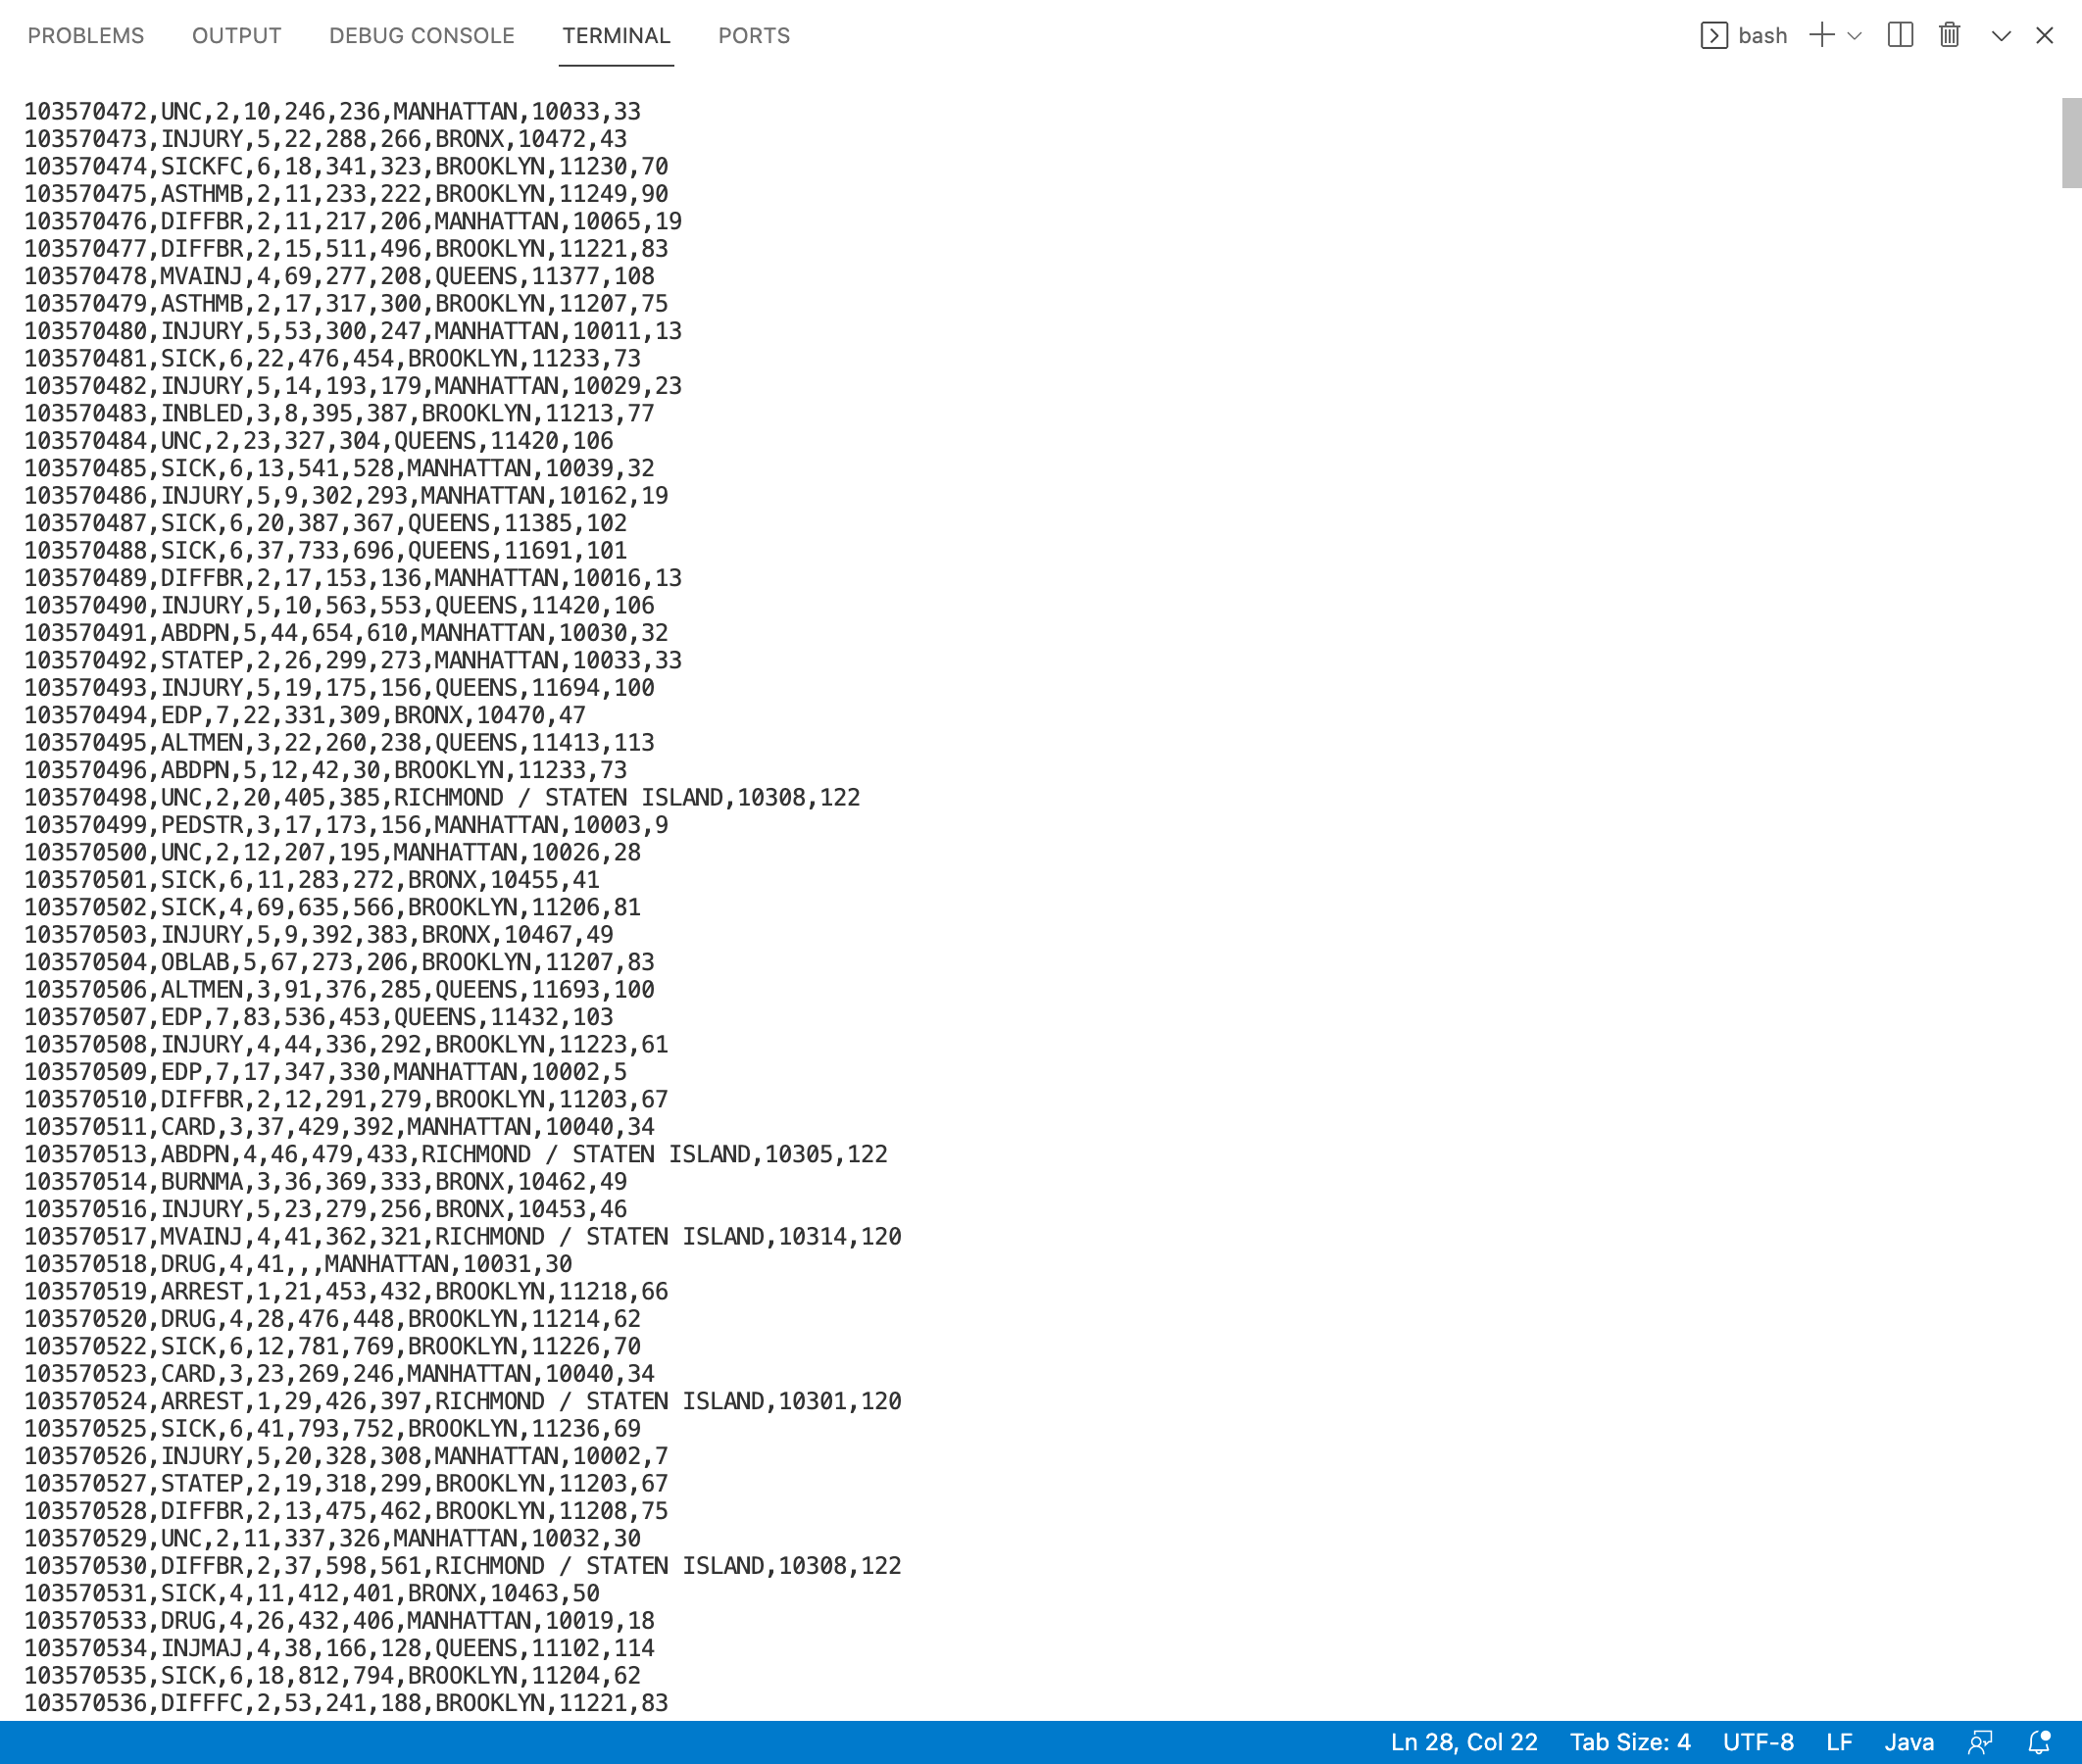 PROBLEMS OUTPUT DEBUG CONSOLE TERMINAL PORTS bash
103570472,UNC,2,10,246,236,MANHATTAN,10033,33
103570473,INJURY,5,22,288,266,BRONX,10472,43
103570474,SICKFC,6,18,341,323,BROOKLYN,11230,70
103570475,ASTHMB,2,11,233,222,BROOKLYN,11249,90
103570476,DIFFBR,2,11,217,206,MANHATTAN,10065,19
103570477,DIFFBR,2,15,511,496,BROOKLYN,11221,83
103570478,MVAINJ,4,69,277,208,QUEENS,11377,108
103570479,ASTHMB,2,17,317,300,BROOKLYN,11207,75
103570480,INJURY,5,53,300,247,MANHATTAN,10011,13
103570481,SICK,6,22,476,454,BROOKLYN,11233,73
103570482,INJURY,5,14,193,179,MANHATTAN,10029,23
103570483,INBLED,3,8,395,387,BROOKLYN,11213,77
103570484,UNC,2,23,327,304,QUEENS,11420,106
103570485,SICK,6,13,541,528,MANHATTAN,10039,32
103570486,INJURY,5,9,302,293,MANHATTAN,10162,19
103570487,SICK,6,20,387,367,QUEENS,11385,102
103570488,SICK,6,37,733,696,QUEENS,11691,101
103570489,DIFFBR,2,17,153,136,MANHATTAN,10016,13
103570490,INJURY,5,10,563,553,QUEENS,11420,106
103570491,ABDPN,5,44,654,610,MANHATTAN,10030,32
103570492,STATEP,2,26,299,273,MANHATTAN,10033,33
103570493,INJURY,5,19,175,156,QUEENS,11694,100
103570494,EDP,7,22,331,309,BRONX,10470,47
103570495,ALTMEN,3,22,260,238,QUEENS,11413,113
103570496,ABDPN,5,12,42,30,BROOKLYN,11233,73
103570498,UNC,2,20,405,385,RICHMOND / STATEN ISLAND,10308,122
103570499,PEDSTR,3,17,173,156,MANHATTAN,10003,9
103570500,UNC,2,12,207,195,MANHATTAN,10026,28
103570501,SICK,6,11,283,272,BRONX,10455,41
103570502,SICK,4,69,635,566,BROOKLYN,11206,81
103570503,INJURY,5,9,392,383,BRONX,10467,49
103570504,OBLAB,5,67,273,206,BROOKLYN,11207,83
103570506,ALTMEN,3,91,376,285,QUEENS,11693,100
103570507,EDP,7,83,536,453,QUEENS,11432,103
103570508,INJURY,4,44,336,292,BROOKLYN,11223,61
103570509,EDP,7,17,347,330,MANHATTAN,10002,5
103570510,DIFFBR,2,12,291,279,BROOKLYN,11203,67
103570511,CARD,3,37,429,392,MANHATTAN,10040,34
103570513,ABDPN,4,46,479,433,RICHMOND / STATEN ISLAND,10305,122
103570514,BURNMA,3,36,369,333,BRONX,10462,49
103570516,INJURY,5,23,279,256,BRONX,10453,46
103570517,MVAINJ,4,41,362,321,RICHMOND / STATEN ISLAND,10314,120
103570518,DRUG,4,41,,,MANHATTAN,10031,30
103570519,ARREST,1,21,453,432,BROOKLYN,11218,66
103570520,DRUG,4,28,476,448,BROOKLYN,11214,62
103570522,SICK,6,12,781,769,BROOKLYN,11226,70
103570523,CARD,3,23,269,246,MANHATTAN,10040,34
103570524,ARREST,1,29,426,397,RICHMOND / STATEN ISLAND,10301,120
103570525,SICK,6,41,793,752,BROOKLYN,11236,69
103570526,INJURY,5,20,328,308,MANHATTAN,10002,7
103570527,STATEP,2,19,318,299,BROOKLYN,11203,67
103570528,DIFFBR,2,13,475,462,BROOKLYN,11208,75
103570529,UNC,2,11,337,326,MANHATTAN,10032,30
103570530,DIFFBR,2,37,598,561,RICHMOND / STATEN ISLAND,10308,122
103570531,SICK,4,11,412,401,BRONX,10463,50
103570533,DRUG,4,26,432,406,MANHATTAN,10019,18
103570534,INJMAJ,4,38,166,128,QUEENS,11102,114
103570535,SICK,6,18,812,794,BROOKLYN,11204,62
103570536,DIFFFC,2,53,241,188,BROOKLYN,11221,83
Ln 28, Col 22 Tab Size: 4 UTF-8 LF Java